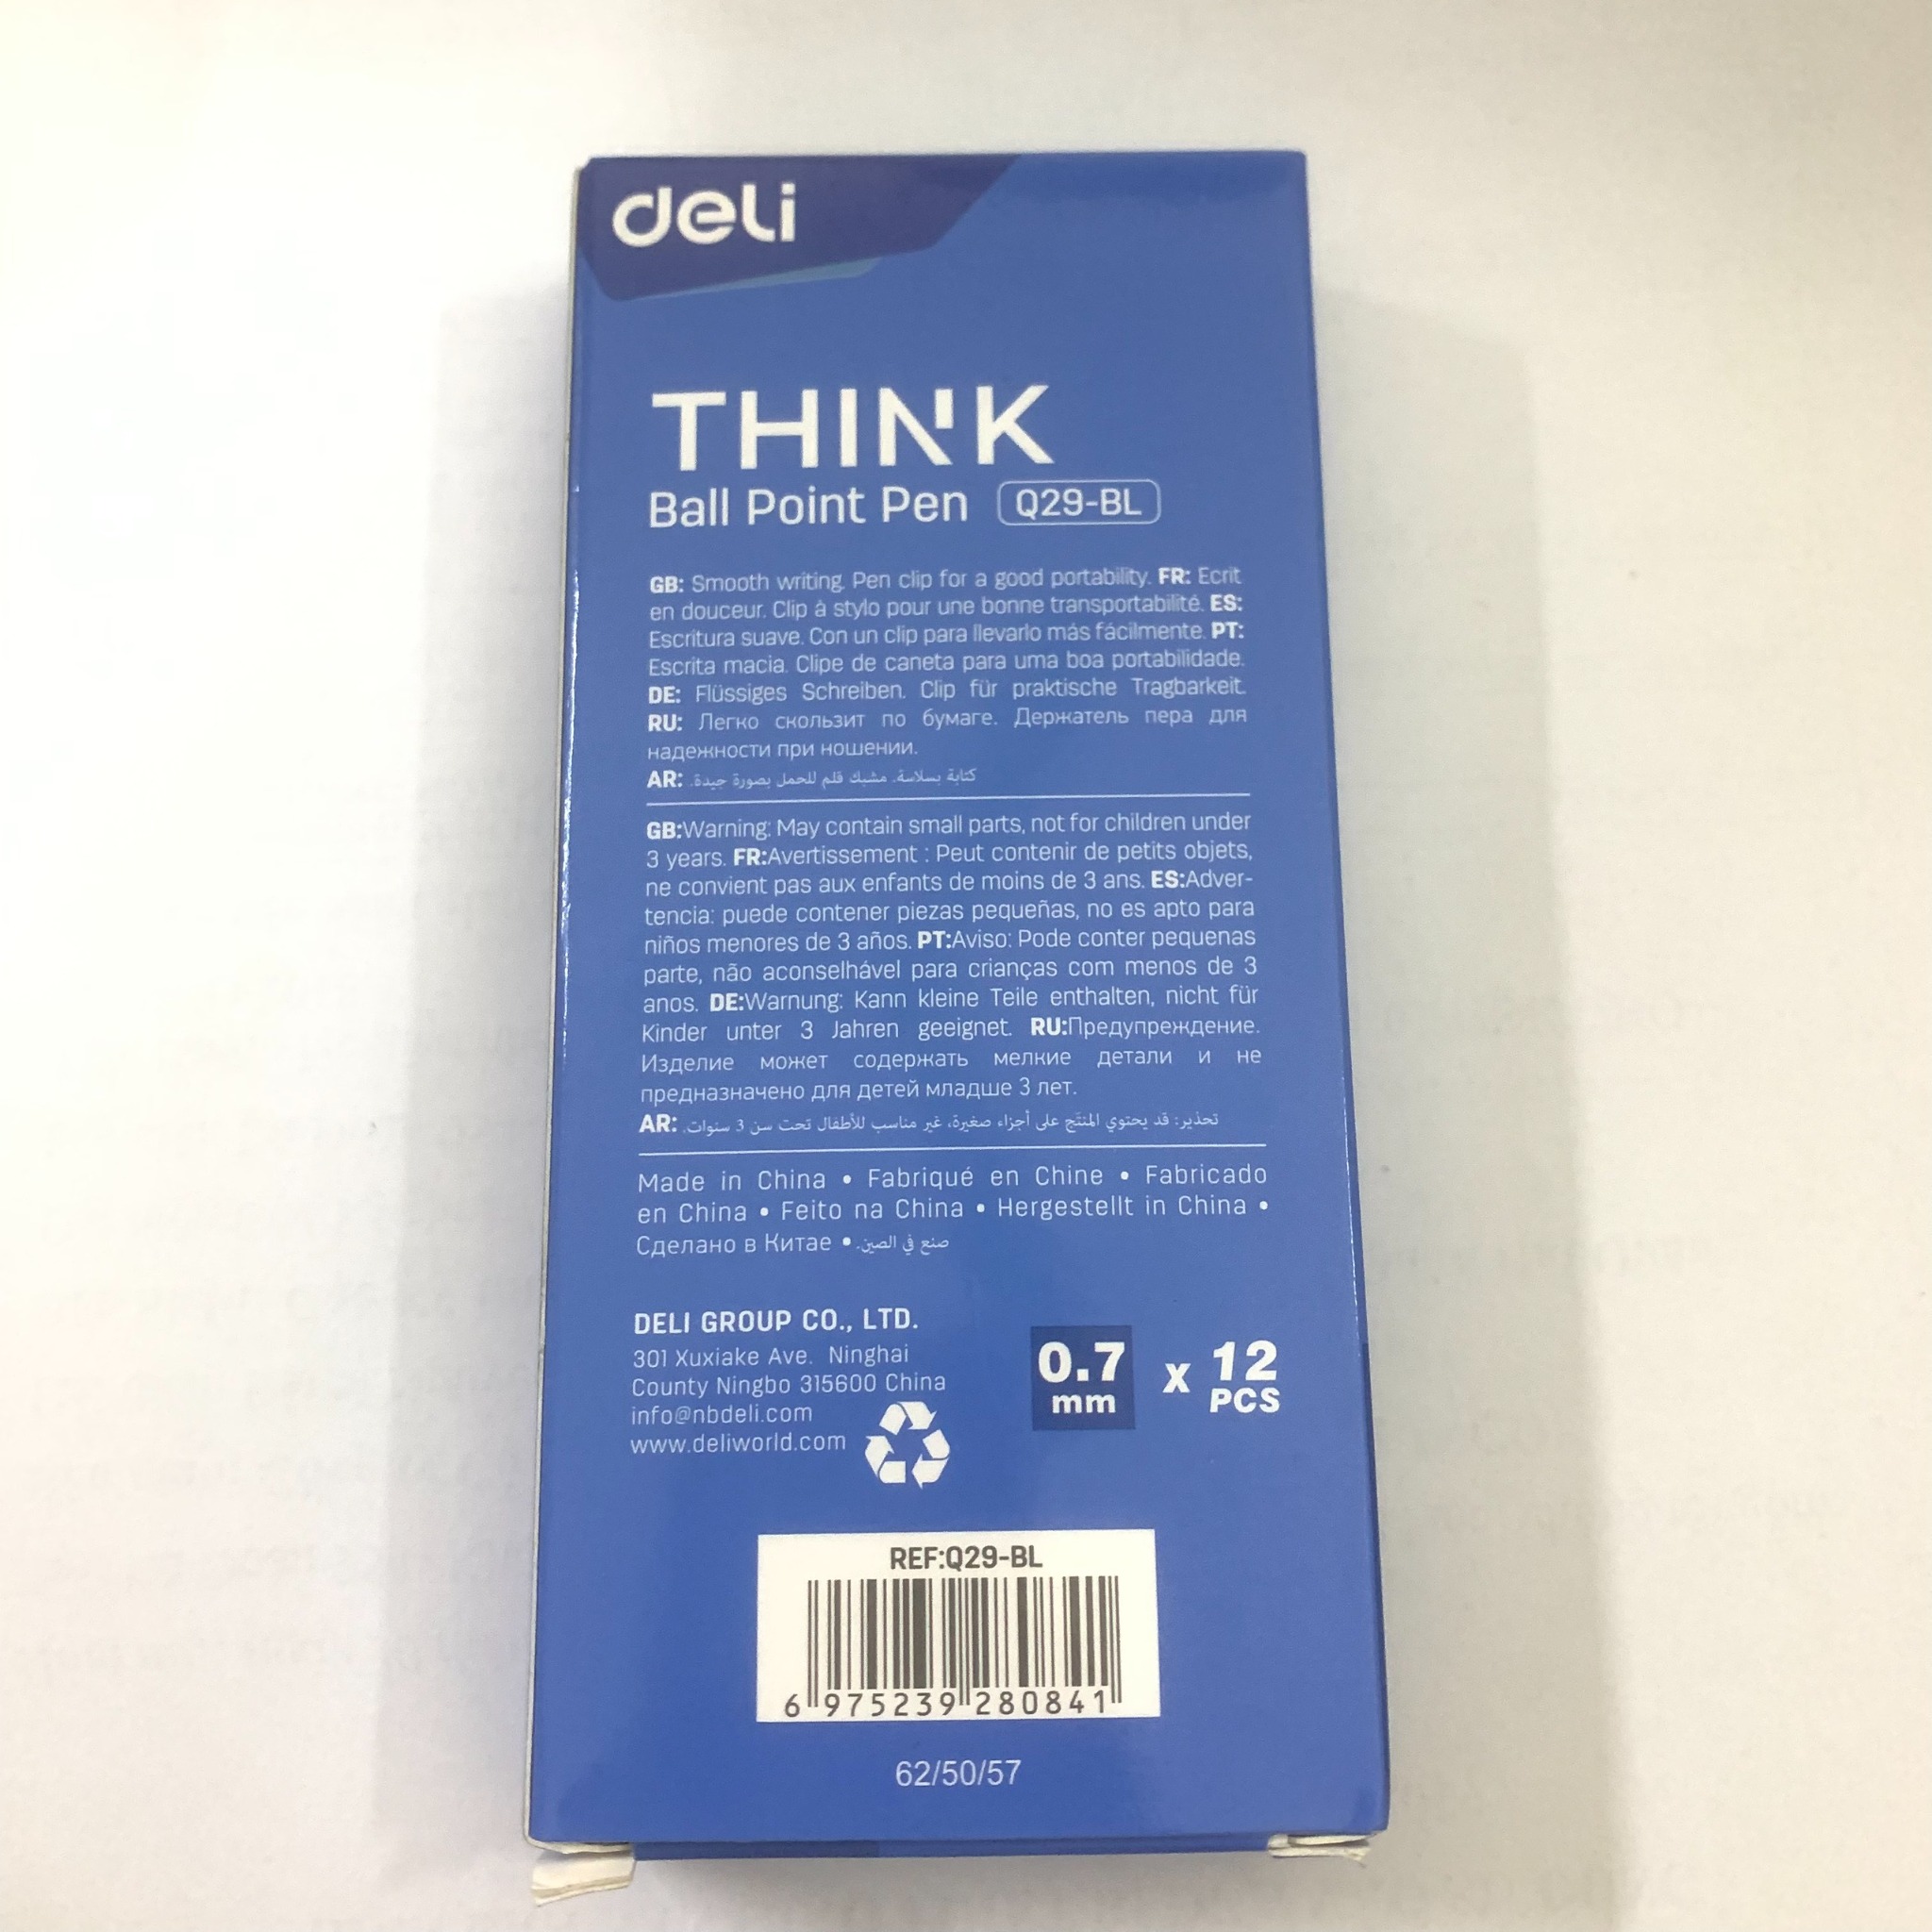 deli
THINK
Ball Point Pen Q29-BL
GB: Smooth writing. Pen clip for a good portability. FR: Ecrit
en douceur. Clip à stylo pour une bonne transportabilité. ES:
Escritura suave. Con un clip para llevarlo más fácilmente. PT:
Escrita macia. Clipe de caneta para uma boa portabilidade.
DE: Flüssiges Schreiben. Clip für praktische Tragbarkeit.
RU: Легко скользит по бумаге. Держатель пера для
надежности при ношении.
AR: كتابة بسلاسة. مشبك قلم للحمل بصورة جيدة.
GB:Warning: May contain small parts, not for children under
3 years. FR:Avertissement : Peut contenir de petits objets,
ne convient pas aux enfants de moins de 3 ans. ES:Adver-
tencia: puede contener piezas pequeñas, no es apto para
niños menores de 3 años. PT:Aviso: Pode conter pequenas
parte, não aconselhável para crianças com menos de 3
anos. DE:Warnung: Kann kleine Teile enthalten, nicht für
Kinder unter 3 Jahren geeignet. RU:Предупреждение.
Изделие может содержать мелкие детали и не
предназначено для детей младше 3 лет.
AR: تحذير: قد يحتوي المنتَج على أجزاء صغيرة، غير مناسب للأطفال تحت سن 3 سنوات.
Made in China • Fabriqué en Chine • Fabricado
en China • Feito na China • Hergestellt in China •
Сделано в Китае • صنع في الصين.
DELI GROUP CO., LTD.
301 Xuxiake Ave. Ninghai
County Ningbo 315600 China
info@nbdeli.com
www.deliworld.com
0.7 mm x 12 PCS
REF:Q29-BL
6 975239 280841
62/50/57